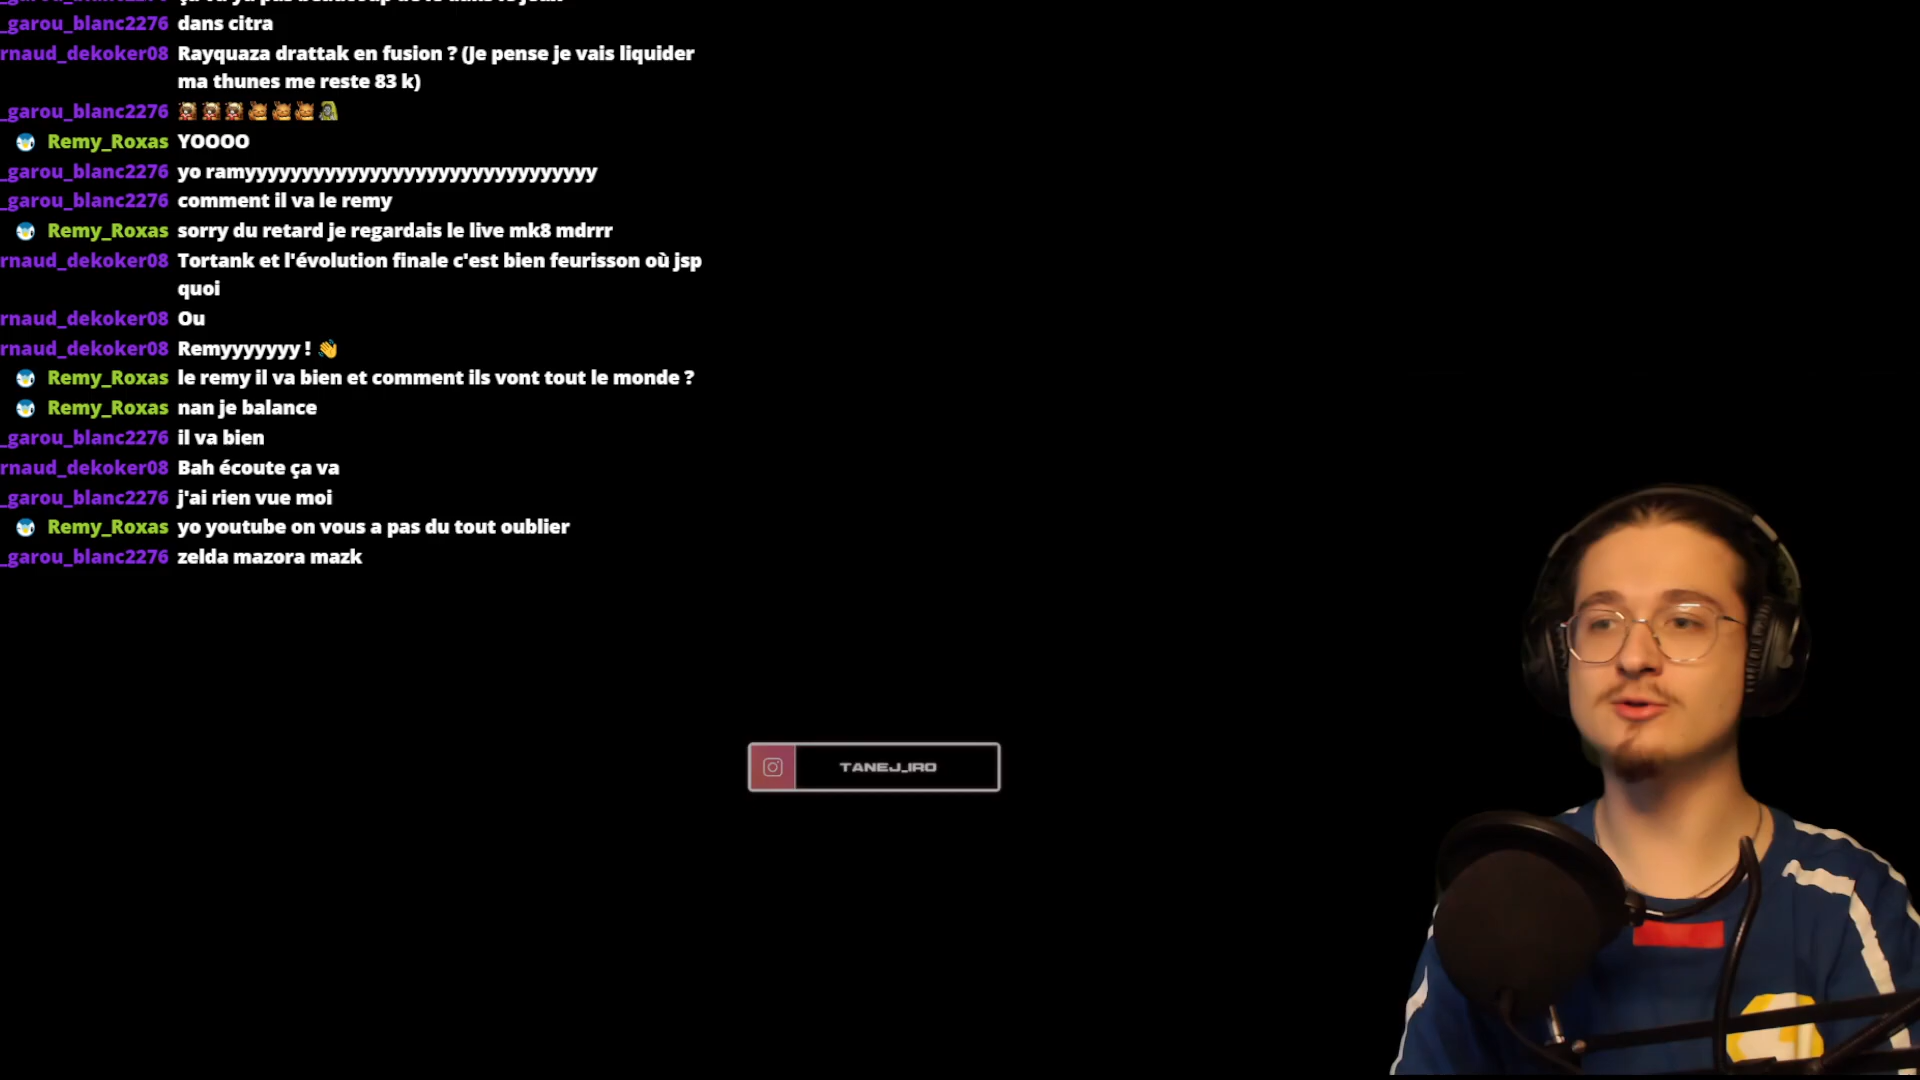 _garou_blanc2276 dans citra
rnaud_dekoker08 Rayquaza drattak en fusion ? (Je pense je vais liquider
ma thunes me reste 83 k)
_garou_blanc2276
Remy_Roxas YOOOO
_garou_blanc2276 yo ramyyyyyyyyyyyyyyyyyyyyyyyyyyyyyyy
_garou_blanc2276 comment il va le remy
Remy_Roxas sorry du retard je regardais le live mk8 mdrrr
rnaud_dekoker08 Tortank et l'évolution finale c'est bien feurisson où jsp
quoi
rnaud_dekoker08 Ou
rnaud_dekoker08 Remyyyyyyy ! 👋
Remy_Roxas le remy il va bien et comment ils vont tout le monde ?
Remy_Roxas nan je balance
_garou_blanc2276 il va bien
rnaud_dekoker08 Bah écoute ça va
_garou_blanc2276 j'ai rien vue moi
Remy_Roxas yo youtube on vous a pas du tout oublier
_garou_blanc2276 zelda mazora mazk
TANEJ_IRO